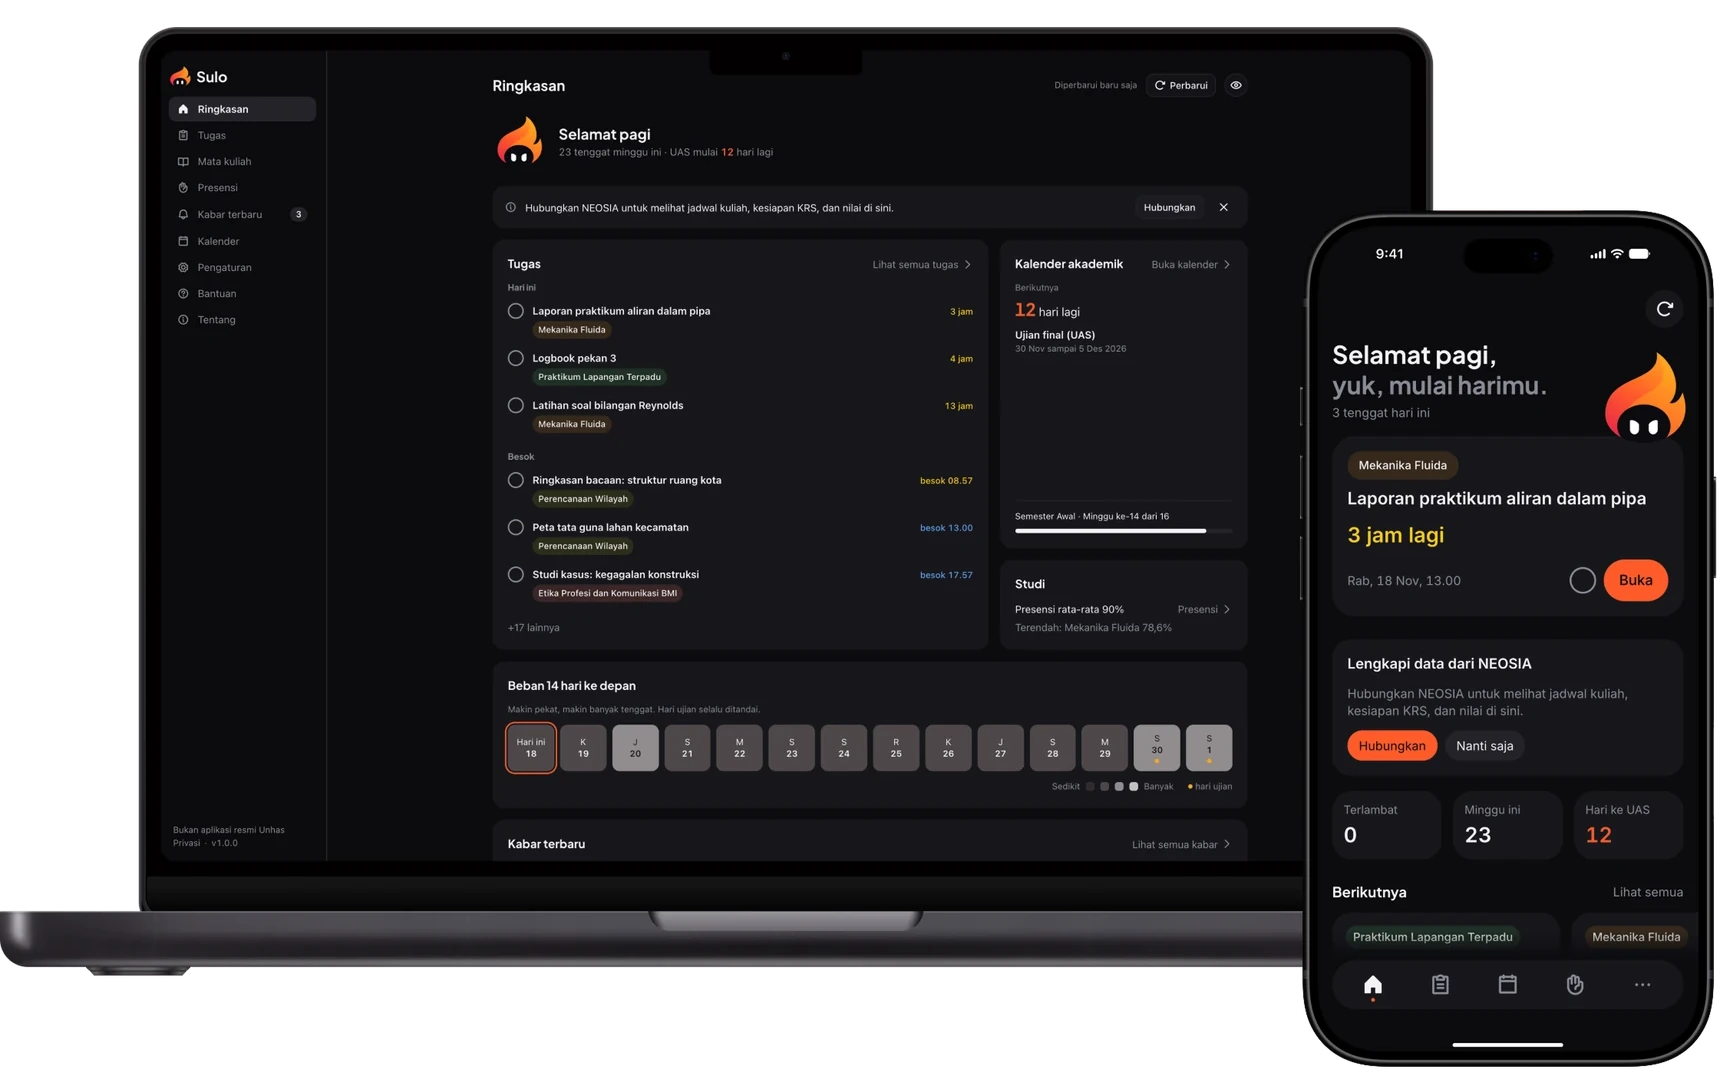 Sulo
Ringkasan
Tugas
Mata kuliah
Presensi
Kabar terbaru 3
Kalender
Pengaturan
Bantuan
Tentang
Bukan aplikasi resmi Unhas
Privasi · v1.0.0
Ringkasan
Diperbarui baru saja
Perbarui
Selamat pagi
23 tenggat minggu ini · UAS mulai 12 hari lagi
Hubungkan NEOSIA untuk melihat jadwal kuliah, kesiapan KRS, dan nilai di sini.
Hubungkan
Tugas
Lihat semua tugas
Hari ini
Laporan praktikum aliran dalam pipa
3 jam
Mekanika Fluida
Logbook pekan 3
4 jam
Praktikum Lapangan Terpadu
Latihan soal bilangan Reynolds
13 jam
Mekanika Fluida
Besok
Ringkasan bacaan: struktur ruang kota
besok 08.57
Perencanaan Wilayah
Peta tata guna lahan kecamatan
besok 13.00
Perencanaan Wilayah
Studi kasus: kegagalan konstruksi
besok 17.57
Etika Profesi dan Komunikasi BMI
+17 lainnya
Kalender akademik
Buka kalender
Berikutnya
12 hari lagi
Ujian final (UAS)
30 Nov sampai 5 Des 2026
Semester Awal · Minggu ke-14 dari 16
Studi
Presensi rata-rata 90%
Presensi
Terendah: Mekanika Fluida 78,6%
Beban 14 hari ke depan
Makin pekat, makin banyak tenggat. Hari ujian selalu ditandai.
Hari ini K J S M S S R K J S M S S
18 19 20 21 22 23 24 25 26 27 28 29 30 1
Sedikit Banyak hari ujian
Kabar terbaru
Lihat semua kabar
9:41
Selamat pagi,
yuk, mulai harimu.
3 tenggat hari ini
Mekanika Fluida
Laporan praktikum aliran dalam pipa
3 jam lagi
Rab, 18 Nov, 13.00
Buka
Lengkapi data dari NEOSIA
Hubungkan NEOSIA untuk melihat jadwal kuliah,
kesiapan KRS, dan nilai di sini.
Hubungkan
Nanti saja
Terlambat
0
Minggu ini
23
Hari ke UAS
12
Berikutnya
Lihat semua
Praktikum Lapangan Terpadu
Mekanika Fluida